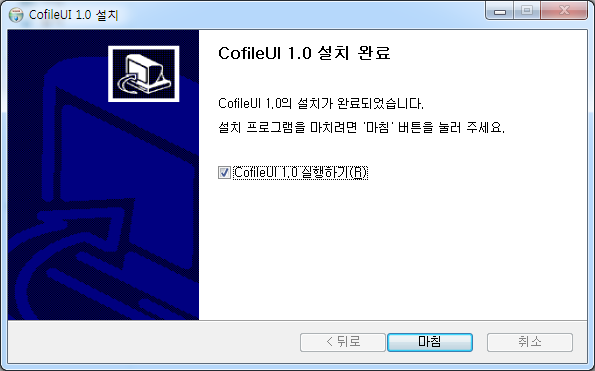 CofileUI 1.0 설치
CofileUI 1.0 설치 완료
CofileUI 1.0의 설치가 완료되었습니다.
설치 프로그램을 마치려면 '마침' 버튼을 눌러 주세요.
CofileUI 1.0 실행하기(R)
< 뒤로
마침
취소